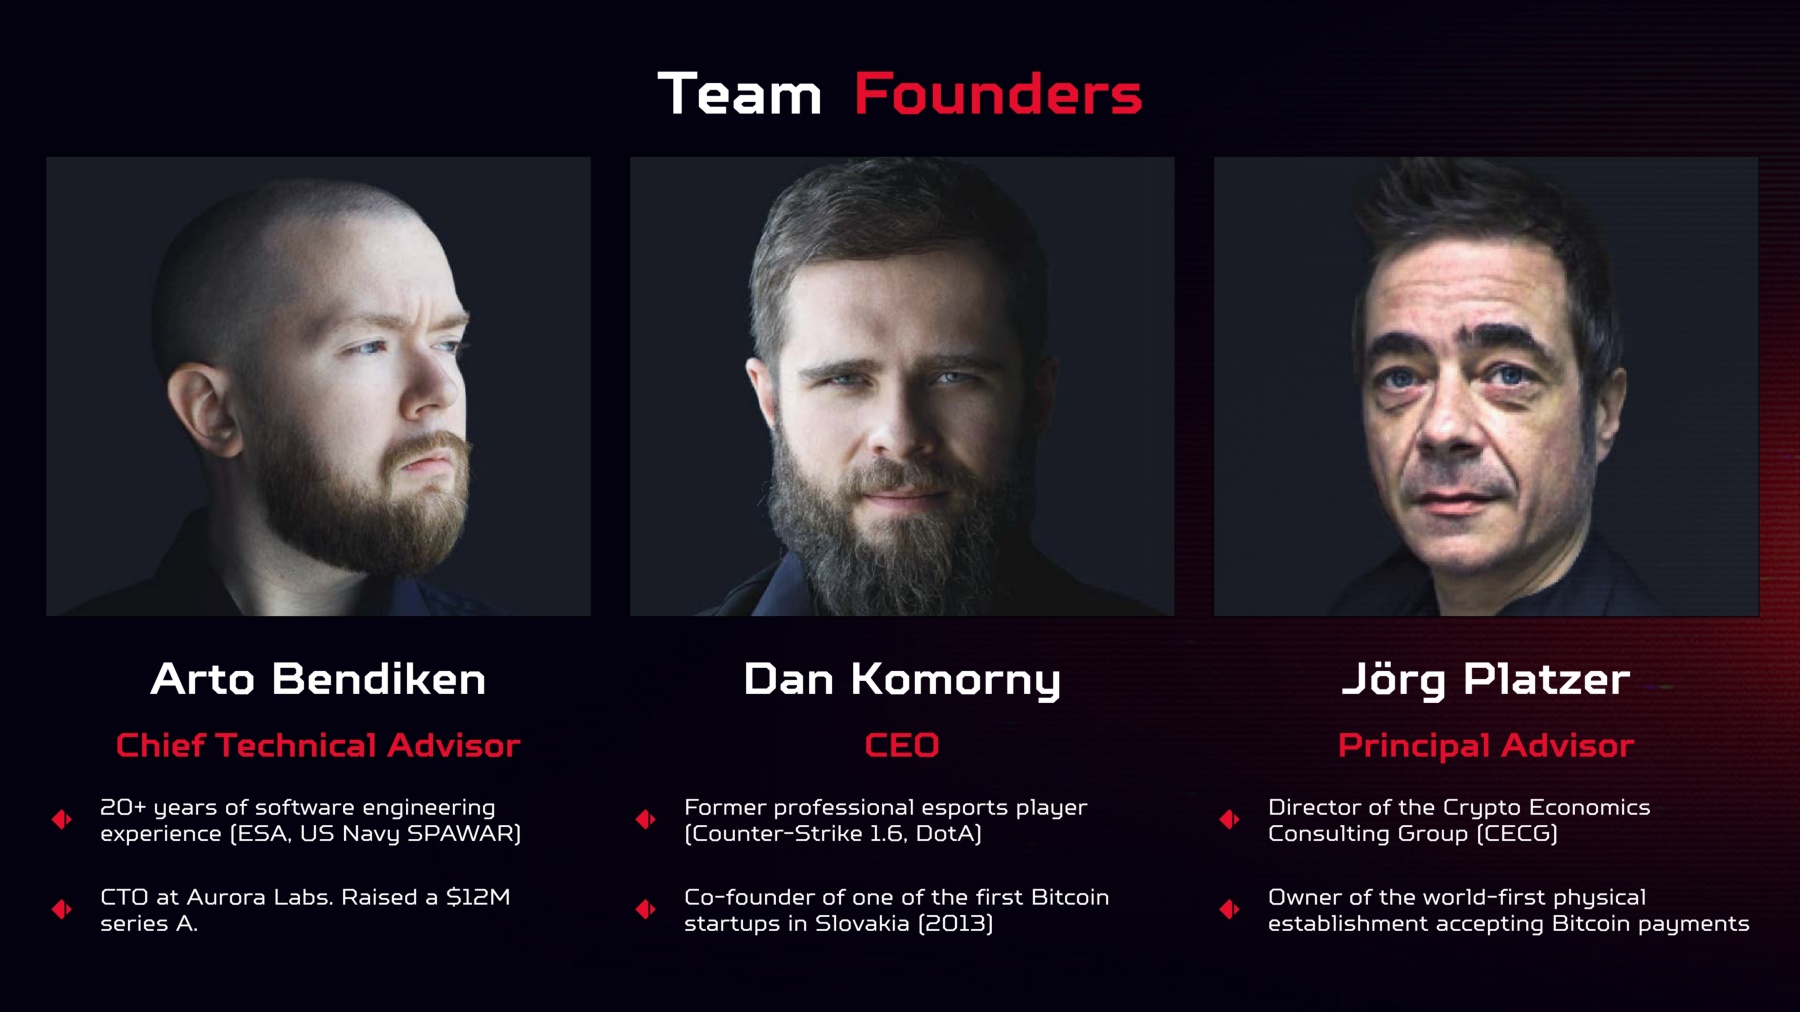 Team Founders
Arto Bendiken
Chief Technical Advisor
20+ years of software engineering
experience (ESA, US Navy SPAWAR)
CTO at Aurora Labs. Raised a $12M
series A.
Dan Komorny
CEO
Former professional esports player
(Counter-Strike 1.6, DotA)
Co-founder of one of the first Bitcoin
startups in Slovakia (2013)
Jörg Platzer
Principal Advisor
Director of the Crypto Economics
Consulting Group (CECG)
Owner of the world-first physical
establishment accepting Bitcoin payments